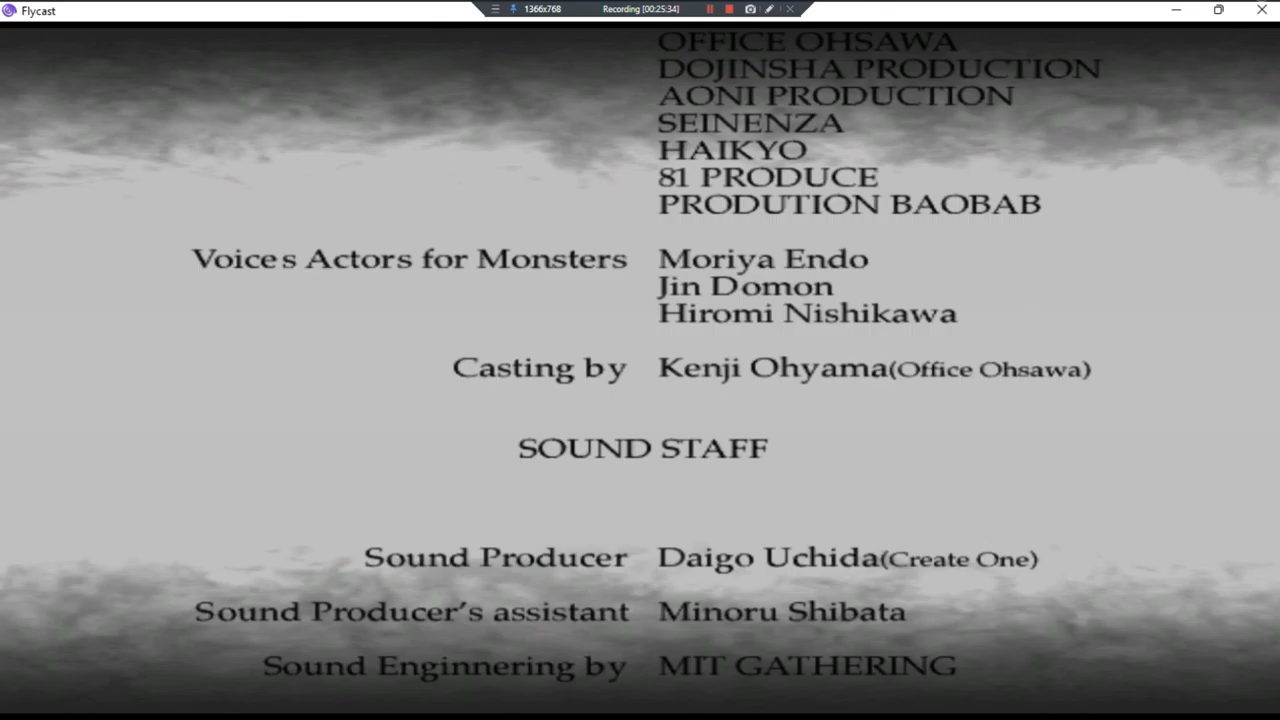 Flycast
1366x768
Recording [00:25:34]
OFFICE OHSAWA
DOJINSHA PRODUCTION
AONI PRODUCTION
SEINENZA
HAIKYO
81 PRODUCE
PRODUTION BAOBAB
Voices Actors for Monsters Moriya Endo
Jin Domon
Hiromi Nishikawa
Casting by Kenji Ohyama(Office Ohsawa)
SOUND STAFF
Sound Producer Daigo Uchida(Create One)
Sound Producer's assistant Minoru Shibata
Sound Enginnering by MIT GATHERING